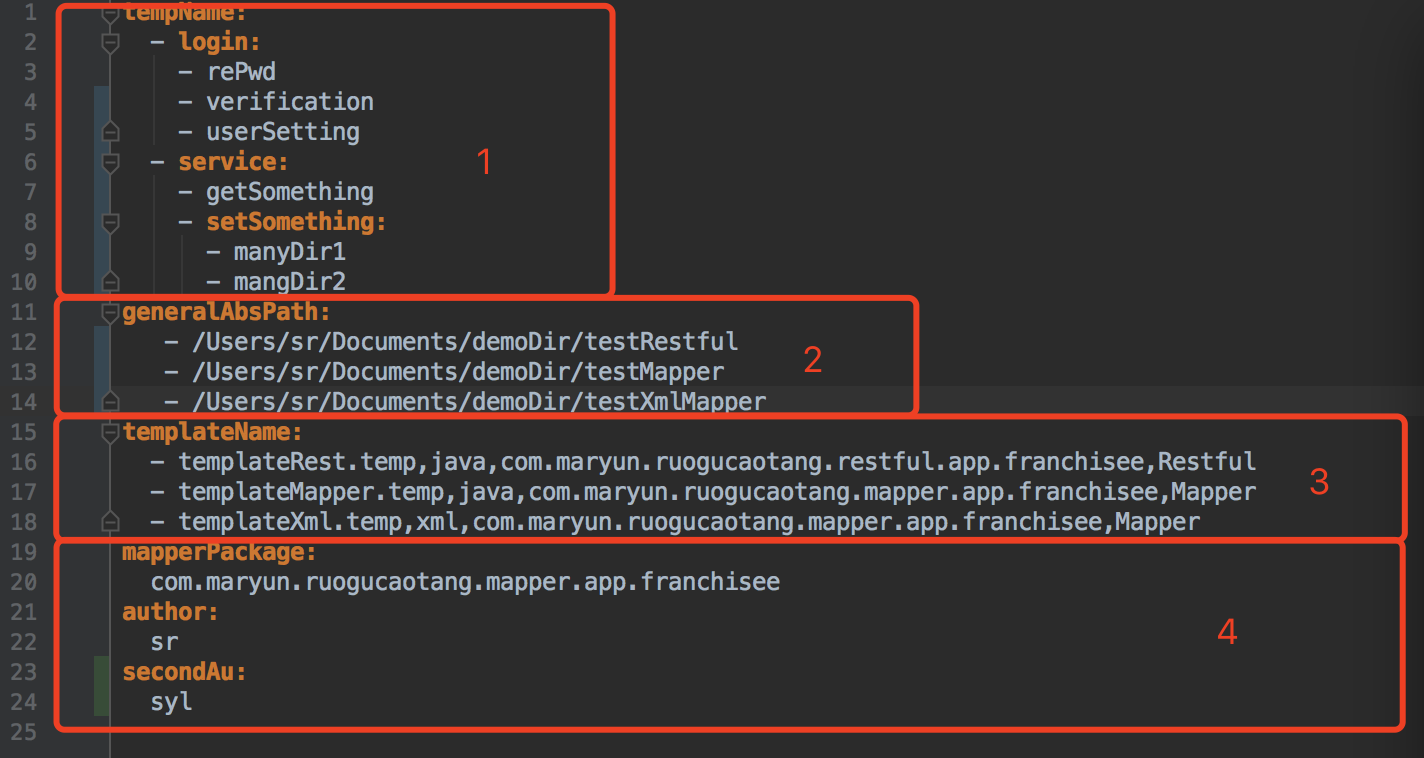 1 tempName:
2 - login:
3 - rePwd
4 - verification
5 - userSetting
6 - service: 1
7 - getSomething
8 - setSomething:
9 - manyDir1
10 - mangDir2
11 generalAbsPath:
12 - /Users/sr/Documents/demoDir/testRestful
13 - /Users/sr/Documents/demoDir/testMapper 2
14 - /Users/sr/Documents/demoDir/testXmlMapper
15 templateName:
16 - templateRest.temp,java,com.maryun.ruogucaotang.restful.app.franchisee,Restful
17 - templateMapper.temp,java,com.maryun.ruogucaotang.mapper.app.franchisee,Mapper 3
18 - templateXml.temp,xml,com.maryun.ruogucaotang.mapper.app.franchisee,Mapper
19 mapperPackage:
20 com.maryun.ruogucaotang.mapper.app.franchisee
21 author:
22 sr 4
23 secondAu:
24 syl
25